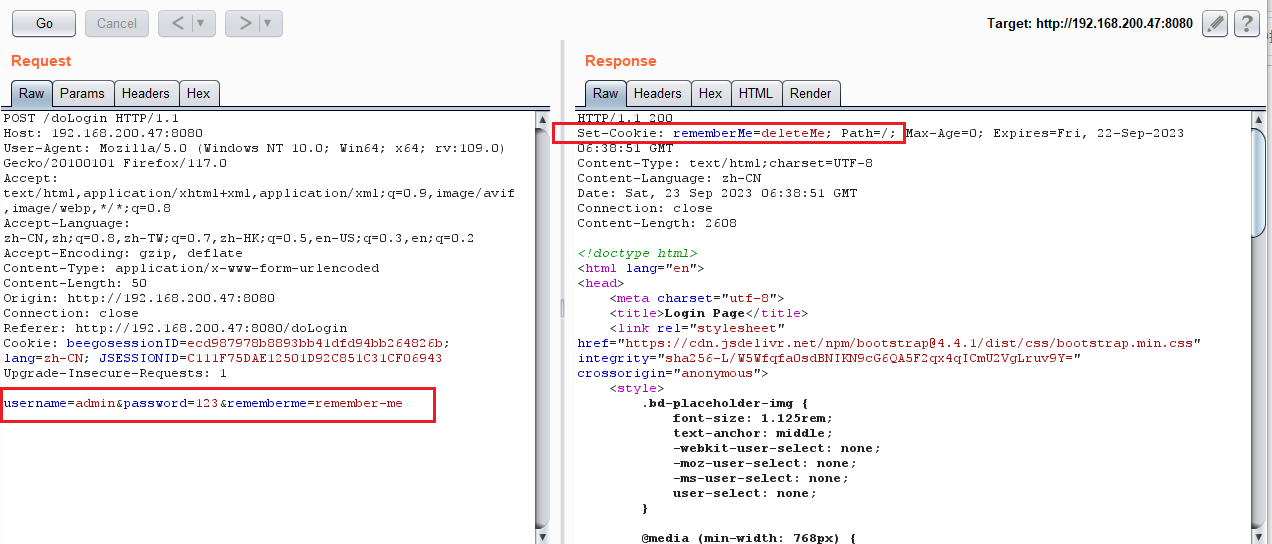 Go Cancel < > Target: http://192.168.200.47:8080 ?
Request
Raw Params Headers Hex
POST /doLogin HTTP/1.1
Host: 192.168.200.47:8080
User-Agent: Mozilla/5.0 (Windows NT 10.0; Win64; x64; rv:109.0)
Gecko/20100101 Firefox/117.0
Accept:
text/html,application/xhtml+xml,application/xml;q=0.9,image/avif
,image/webp,*/*;q=0.8
Accept-Language:
zh-CN,zh;q=0.8,zh-TW;q=0.7,zh-HK;q=0.5,en-US;q=0.3,en;q=0.2
Accept-Encoding: gzip, deflate
Content-Type: application/x-www-form-urlencoded
Content-Length: 50
Origin: http://192.168.200.47:8080
Connection: close
Referer: http://192.168.200.47:8080/doLogin
Cookie: beegosessionID=ecd987978b8893bb41dfd94bb264826b;
lang=zh-CN; JSESSIONID=C111F75DAE12501D92C851C31CF06943
Upgrade-Insecure-Requests: 1
username=admin&password=123&rememberme=remember-me
Response
Raw Headers Hex HTML Render
HTTP/1.1 200
Set-Cookie: rememberMe=deleteMe; Path=/; Max-Age=0; Expires=Fri, 22-Sep-2023
06:38:51 GMT
Content-Type: text/html;charset=UTF-8
Content-Language: zh-CN
Date: Sat, 23 Sep 2023 06:38:51 GMT
Connection: close
Content-Length: 2608
<!doctype html>
<html lang="en">
<head>
<meta charset="utf-8">
<title>Login Page</title>
<link rel="stylesheet"
href="https://cdn.jsdelivr.net/npm/bootstrap@4.4.1/dist/css/bootstrap.min.css"
integrity="sha256-L/W5Wfqfa0sdBNIKN9cG6QA5F2qx4qICmU2VgLruv9Y="
crossorigin="anonymous">
<style>
.bd-placeholder-img {
font-size: 1.125rem;
text-anchor: middle;
-webkit-user-select: none;
-moz-user-select: none;
-ms-user-select: none;
user-select: none;
}
@media (min-width: 768px) {